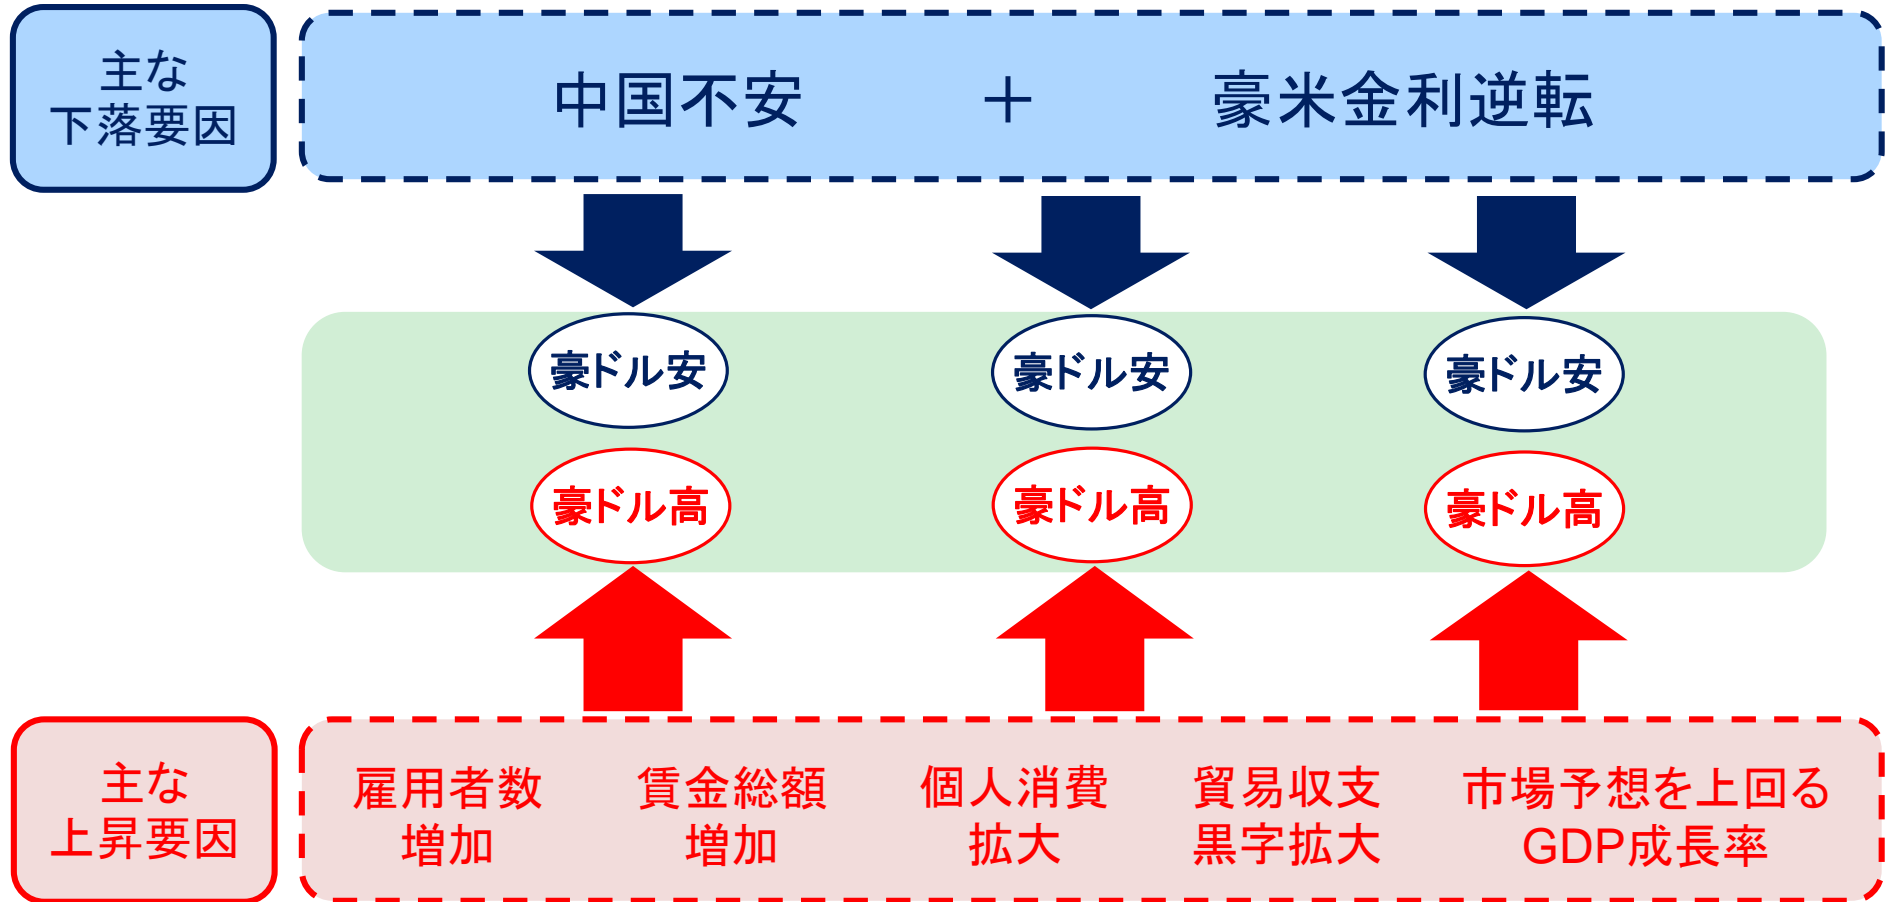 主な
下落要因
中国不安 + 豪米金利逆転
豪ドル安 豪ドル安 豪ドル安
豪ドル高 豪ドル高 豪ドル高
主な
上昇要因
雇用者数
増加
賃金総額
増加
個人消費
拡大
貿易収支
黒字拡大
市場予想を上回る
GDP成長率